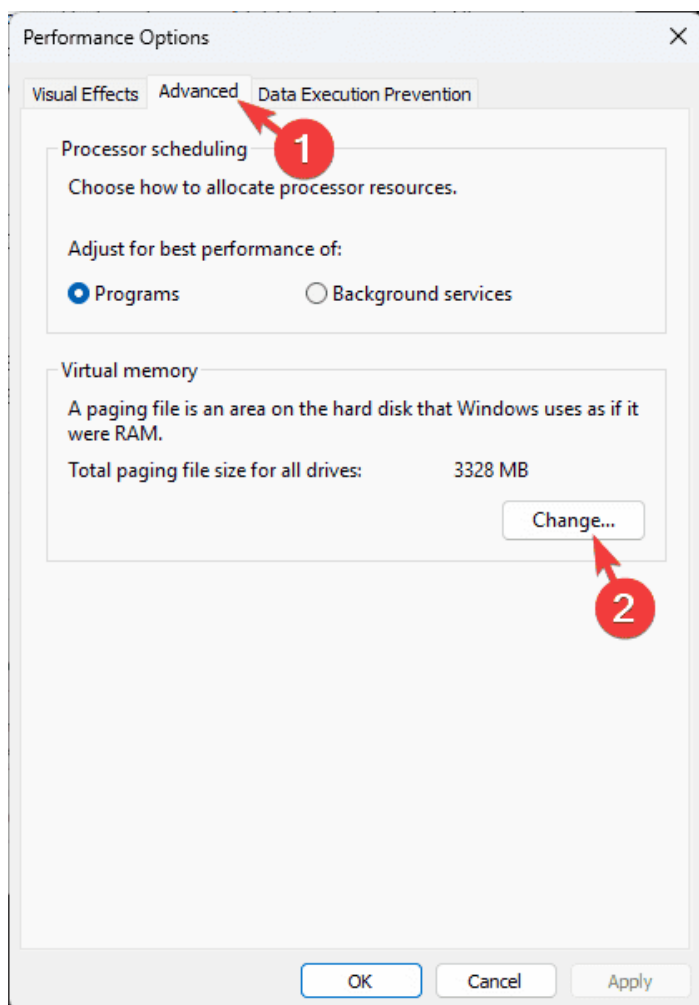 Performance Options
Visual Effects Advanced Data Execution Prevention
1
Processor scheduling
Choose how to allocate processor resources.
Adjust for best performance of:
Programs Background services
Virtual memory
A paging file is an area on the hard disk that Windows uses as if it
were RAM.
Total paging file size for all drives: 3328 MB
Change...
2
OK Cancel Apply